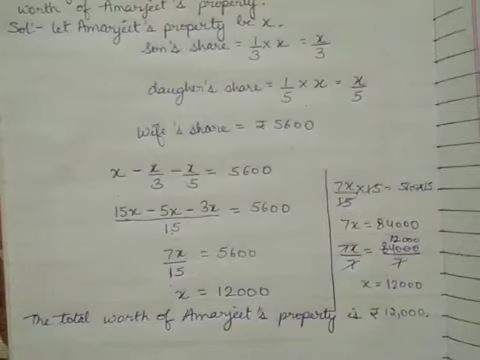 worth of Amarjeet's property.
Sol:- Let Amarjeet's property be x.
son's share = 1/3 × x = x/3
daugher's share = 1/5 × x = x/5
Wife's share = ₹ 5600
x - x/3 - x/5 = 5600
(15x - 5x - 3x)/15 = 5600
7x/15 = 5600
x = 12000
7x/15 × 15 = 5600×15
7x = 84000
7x/7 = 84000/7 12000
x = 12000
The total worth of Amarjeet's property is ₹ 12,000.